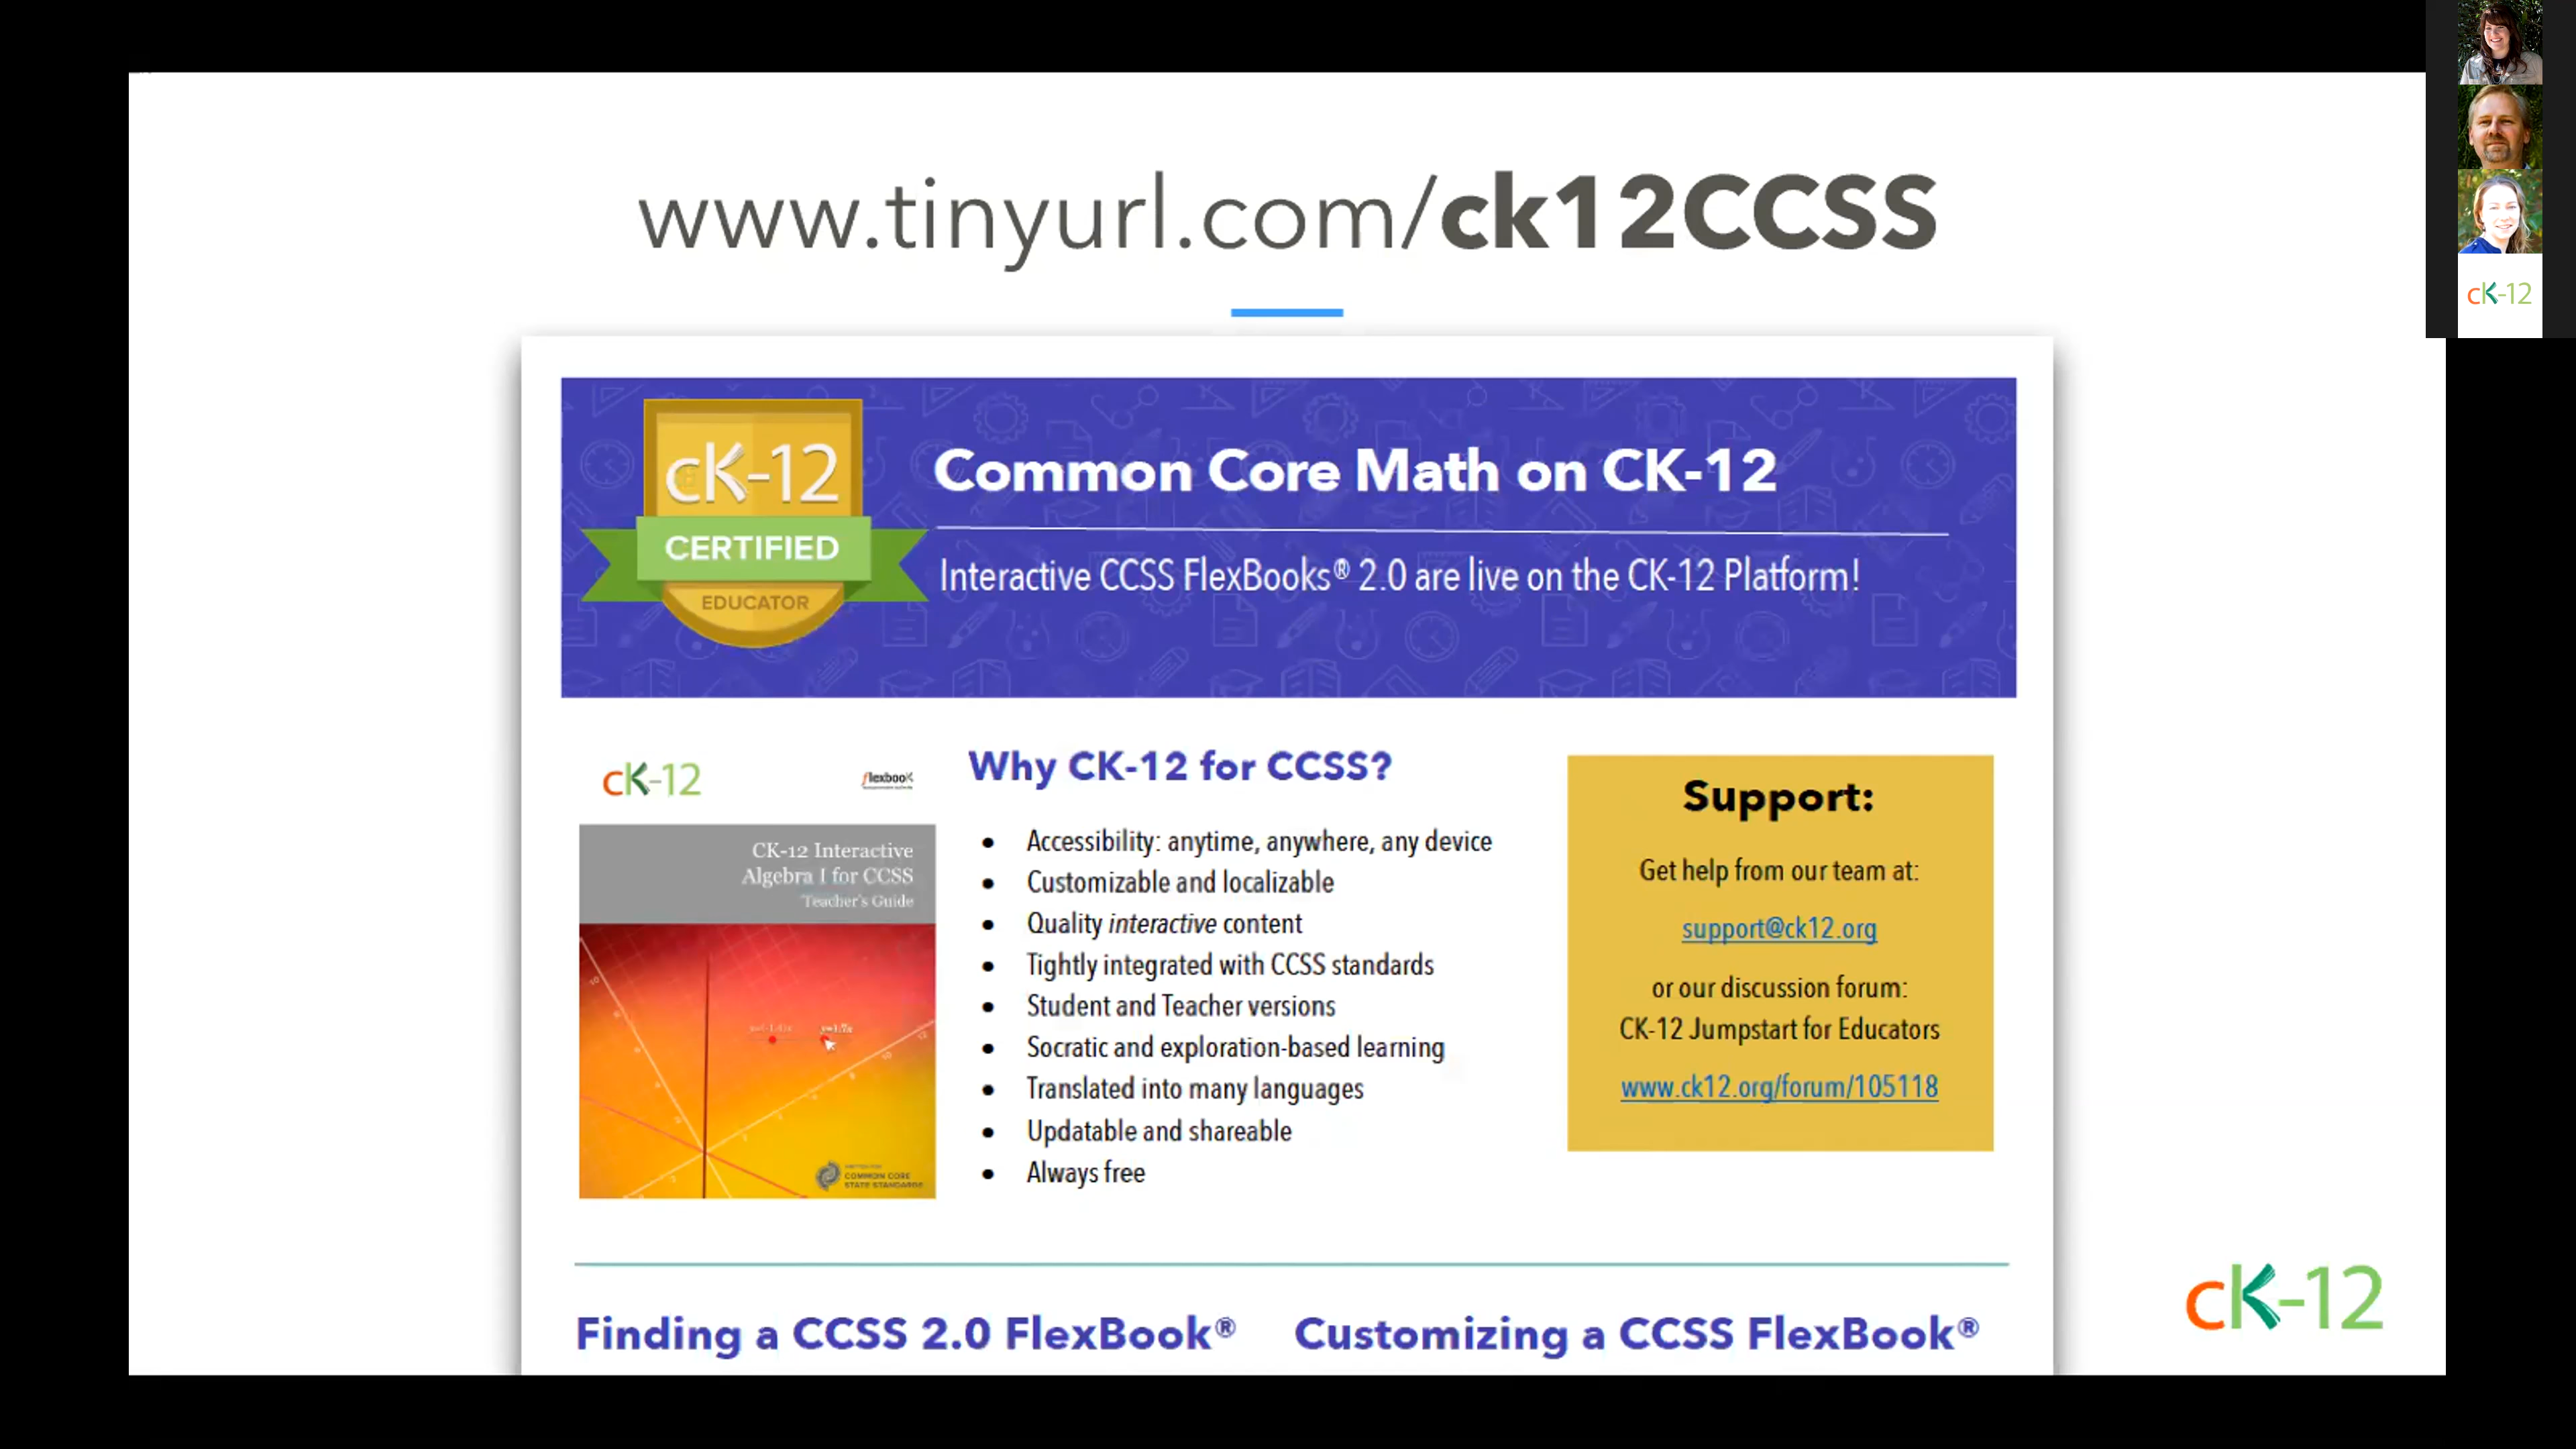 www.tinyurl.com/ck12CCSS
cK-12
cK-12
CERTIFIED
EDUCATOR
Common Core Math on CK-12
Interactive CCSS FlexBooks® 2.0 are live on the CK-12 Platform!
cK-12
flexbook
CK-12 Interactive
Algebra I for CCSS
Teacher's Guide
COMMON CORE
STATE STANDARDS
Why CK-12 for CCSS?
● Accessibility: anytime, anywhere, any device
● Customizable and localizable
● Quality interactive content
● Tightly integrated with CCSS standards
● Student and Teacher versions
● Socratic and exploration-based learning
● Translated into many languages
● Updatable and shareable
● Always free
Support:
Get help from our team at:
support@ck12.org
or our discussion forum:
CK-12 Jumpstart for Educators
www.ck12.org/forum/105118
Finding a CCSS 2.0 FlexBook®
Customizing a CCSS FlexBook®
cK-12